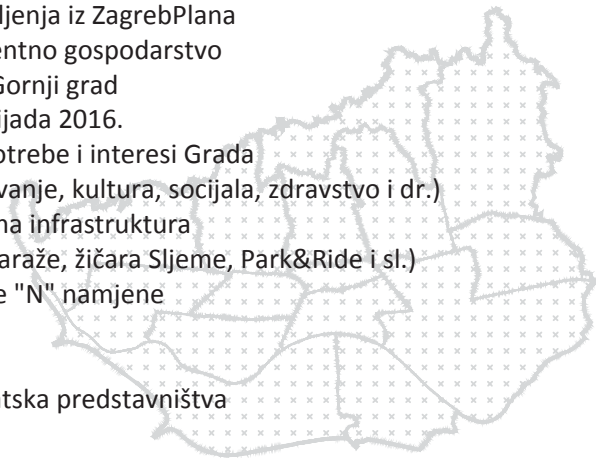 ljenja iz ZagrebPlana
entno gospodarstvo
Gornji grad
ijada 2016.
otrebe i interesi Grada
vanje, kultura, socijala, zdravstvo i dr.)
na infrastruktura
araže, žičara Sljeme, Park&Ride i sl.)
e "N" namjene
atska predstavništva